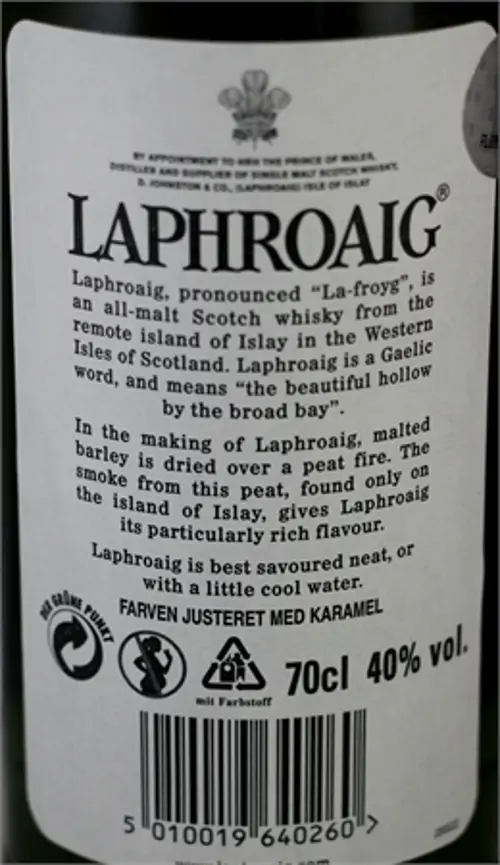 BY APPOINTMENT TO HRH THE PRINCE OF WALES,
DISTILLER AND SUPPLIER OF SINGLE MALT SCOTCH WHISKY,
D. JOHNSTON & CO., (LAPHROAIG) ISLE OF ISLAY
LAPHROAIG®
Laphroaig, pronounced “La-froyg”, is
an all-malt Scotch whisky from the
remote island of Islay in the Western
Isles of Scotland. Laphroaig is a Gaelic
word, and means “the beautiful hollow
by the broad bay”.
In the making of Laphroaig, malted
barley is dried over a peat fire. The
smoke from this peat, found only on
the island of Islay, gives Laphroaig
its particularly rich flavour.
Laphroaig is best savoured neat, or
with a little cool water.
FARVEN JUSTERET MED KARAMEL
DER GRÜNE PUNKT
70cl 40% vol.
mit Farbstoff
5 010019 640260 >